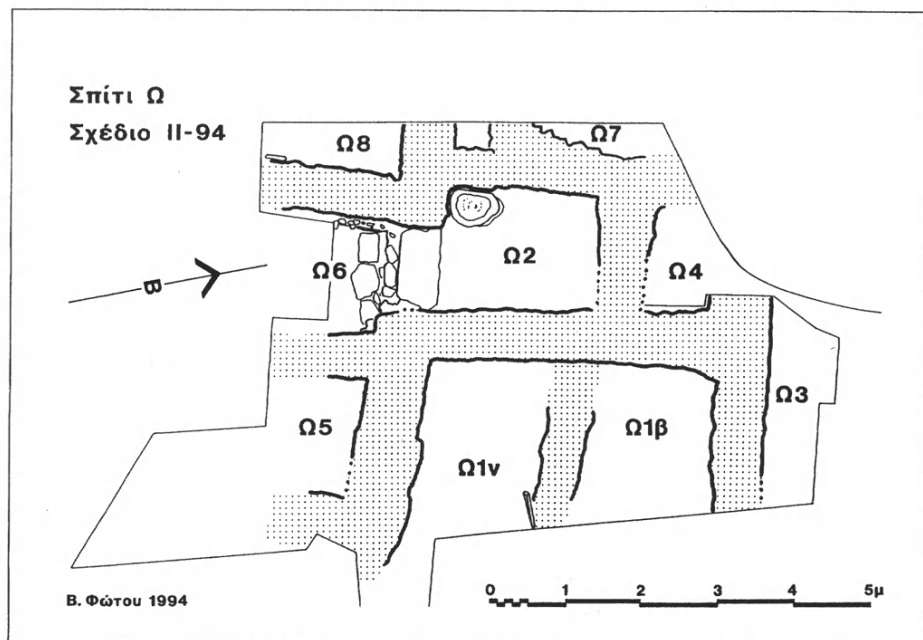 Σπίτι Ω
Σχέδιο ΙΙ-94
Ω8
Ω7
Ω6
Ω2
Ω4
Β
Ω5
Ω1ν
Ω1β
Ω3
Β. Φώτου 1994
0 1 2 3 4 5μ